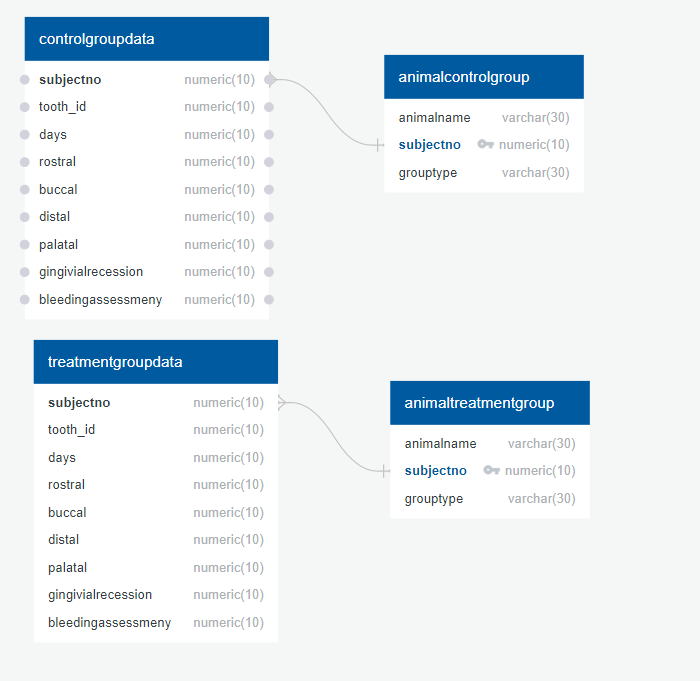 controlgroupdata
subjectno numeric(10)
tooth_id numeric(10)
days numeric(10)
rostral numeric(10)
buccal numeric(10)
distal numeric(10)
palatal numeric(10)
gingivialrecession numeric(10)
bleedingassessmeny numeric(10)
animalcontrolgroup
animalname varchar(30)
subjectno numeric(10)
grouptype varchar(30)
treatmentgroupdata
subjectno numeric(10)
tooth_id numeric(10)
days numeric(10)
rostral numeric(10)
buccal numeric(10)
distal numeric(10)
palatal numeric(10)
gingivialrecession numeric(10)
bleedingassessmeny numeric(10)
animaltreatmentgroup
animalname varchar(30)
subjectno numeric(10)
grouptype varchar(30)